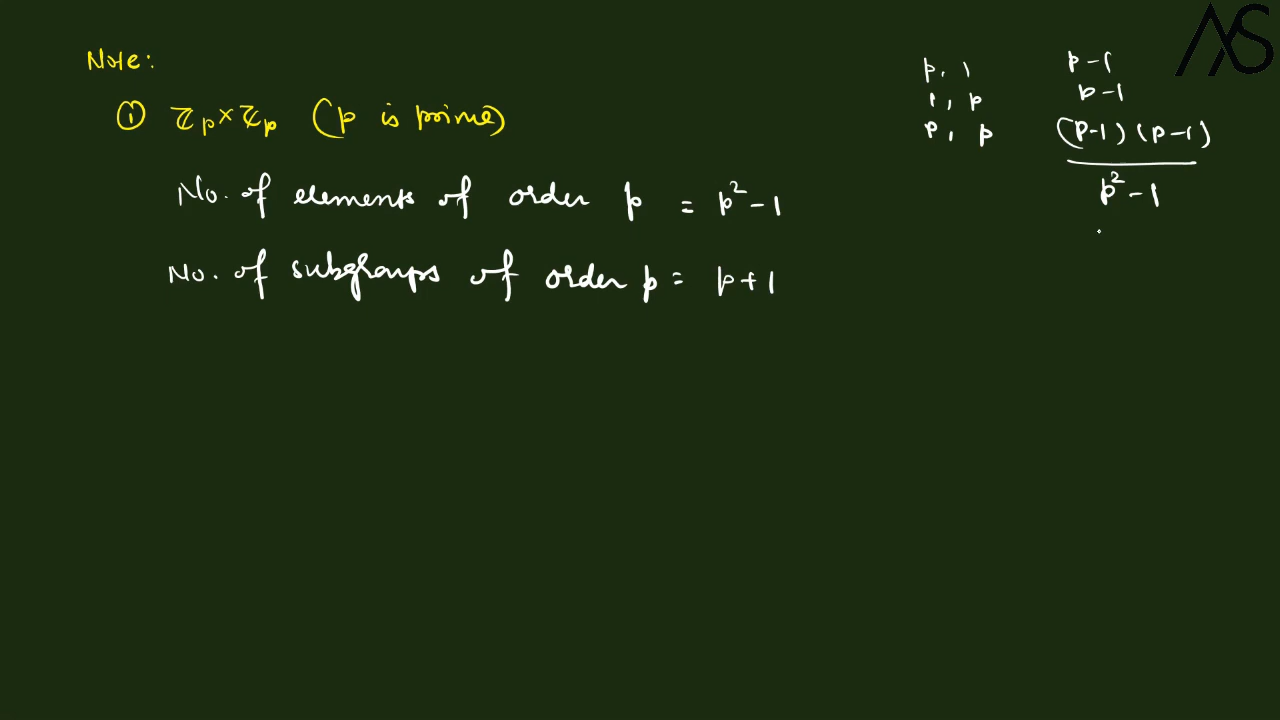 Note:
① ℤp × ℤp (p is prime)
No. of elements of order p = p² - 1
No. of subgroups of order p = p + 1
p, 1 p - 1
1, p p - 1
p, p (p-1) (p-1)
p² - 1
AS